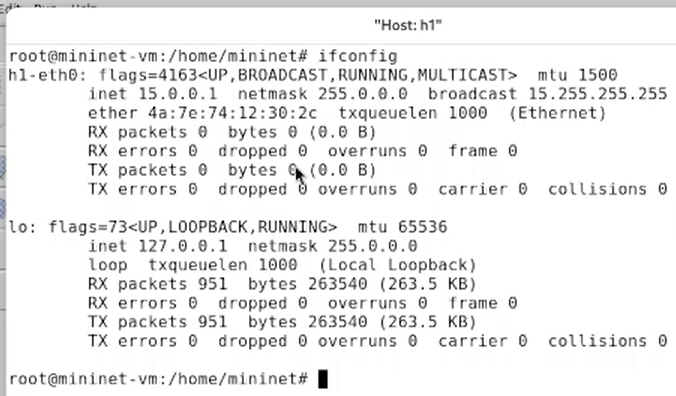 Edit Run Help
"Host: h1"
root@mininet-vm:/home/mininet# ifconfig
h1-eth0: flags=4163<UP,BROADCAST,RUNNING,MULTICAST>  mtu 1500
        inet 15.0.0.1  netmask 255.0.0.0  broadcast 15.255.255.255
        ether 4a:7e:74:12:30:2c  txqueuelen 1000  (Ethernet)
        RX packets 0  bytes 0 (0.0 B)
        RX errors 0  dropped 0  overruns 0  frame 0
        TX packets 0  bytes 0 (0.0 B)
        TX errors 0  dropped 0 overruns 0  carrier 0  collisions 0

lo: flags=73<UP,LOOPBACK,RUNNING>  mtu 65536
        inet 127.0.0.1  netmask 255.0.0.0
        loop  txqueuelen 1000  (Local Loopback)
        RX packets 951  bytes 263540 (263.5 KB)
        RX errors 0  dropped 0  overruns 0  frame 0
        TX packets 951  bytes 263540 (263.5 KB)
        TX errors 0  dropped 0 overruns 0  carrier 0  collisions 0

root@mininet-vm:/home/mininet#